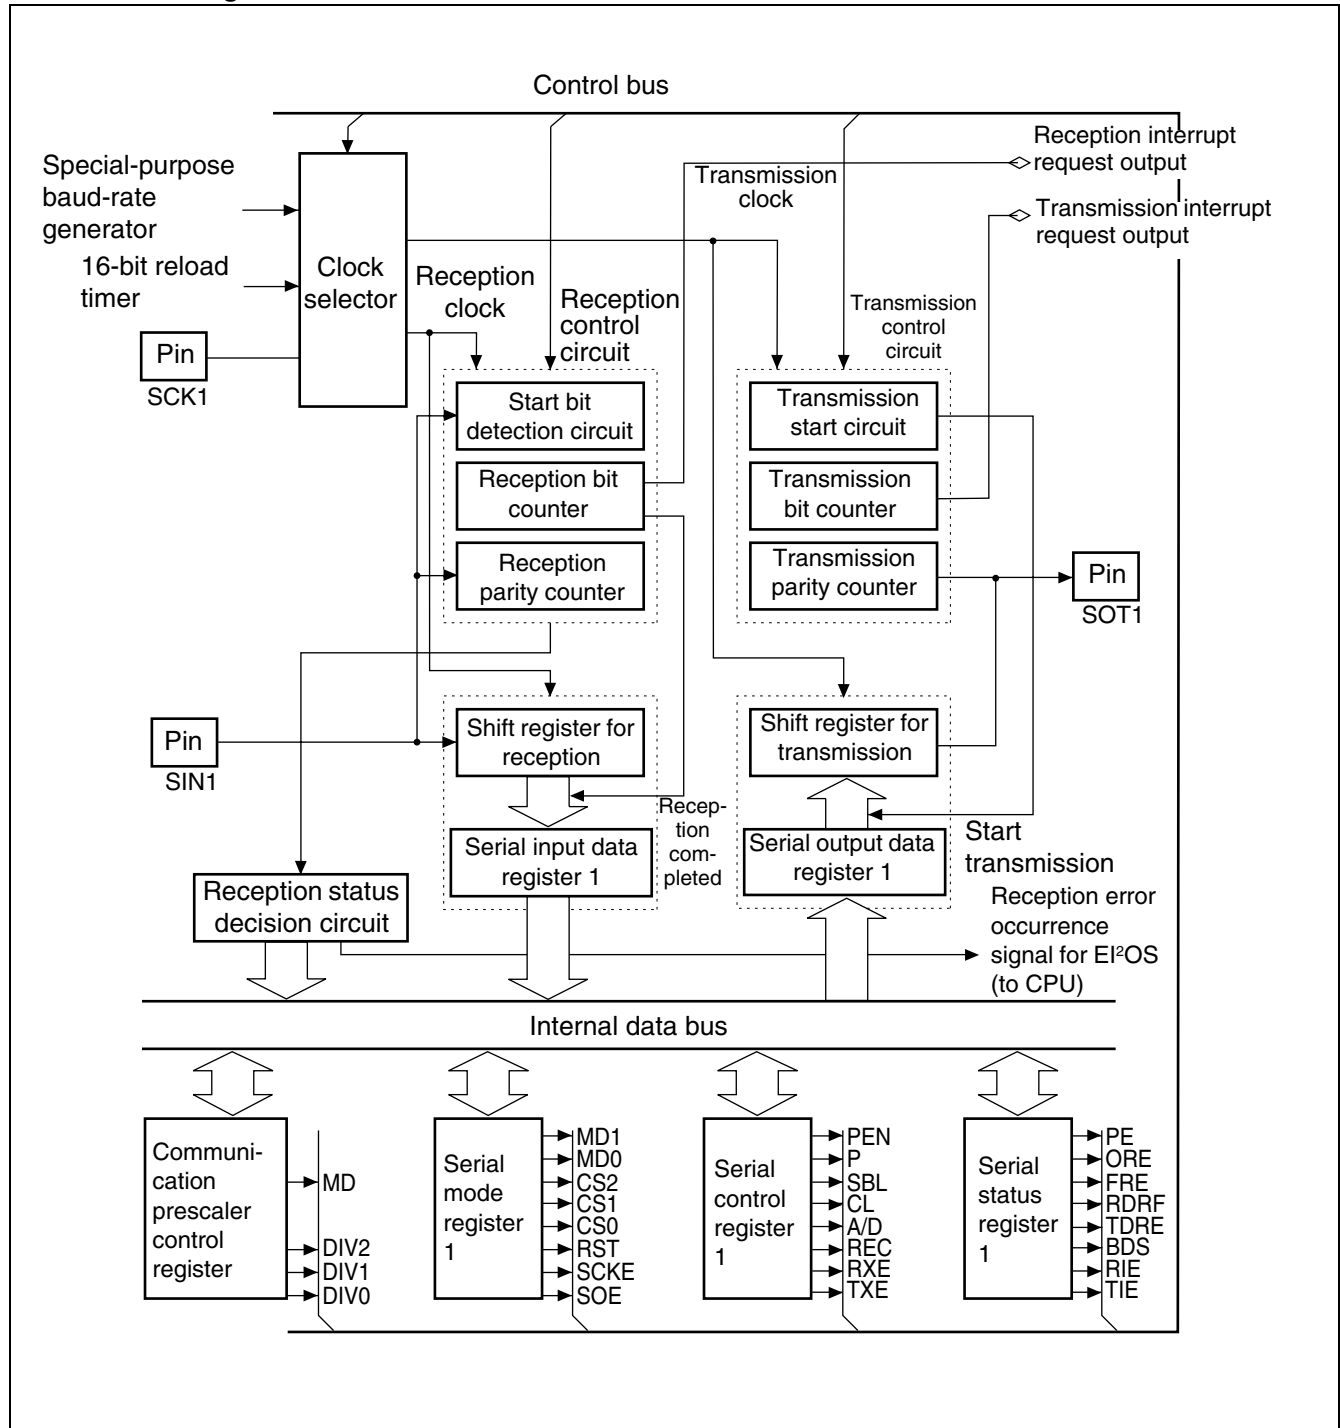 Control bus
Reception interrupt
request output
Special-purpose
baud-rate
generator
Transmission
clock
Transmission interrupt
request output
16-bit reload
timer
Clock
selector
Reception
clock
Reception
control
circuit
Transmission
control
circuit
Pin
SCK1
Start bit
detection circuit
Transmission
start circuit
Reception bit
counter
Transmission
bit counter
Reception
parity counter
Transmission
parity counter
Pin
SOT1
Pin
SIN1
Shift register for
reception
Shift register for
transmission
Recep-
tion
com-
pleted
Serial input data
register 1
Serial output data
register 1
Start
transmission
Reception status
decision circuit
Reception error
occurrence
signal for EI²OS
(to CPU)
Internal data bus
Communi-
cation
prescaler
control
register
MD
DIV2
DIV1
DIV0
Serial
mode
register
1
MD1
MD0
CS2
CS1
CS0
RST
SCKE
SOE
Serial
control
register
1
PEN
P
SBL
CL
A/D
REC
RXE
TXE
Serial
status
register
1
PE
ORE
FRE
RDRF
TDRE
BDS
RIE
TIE